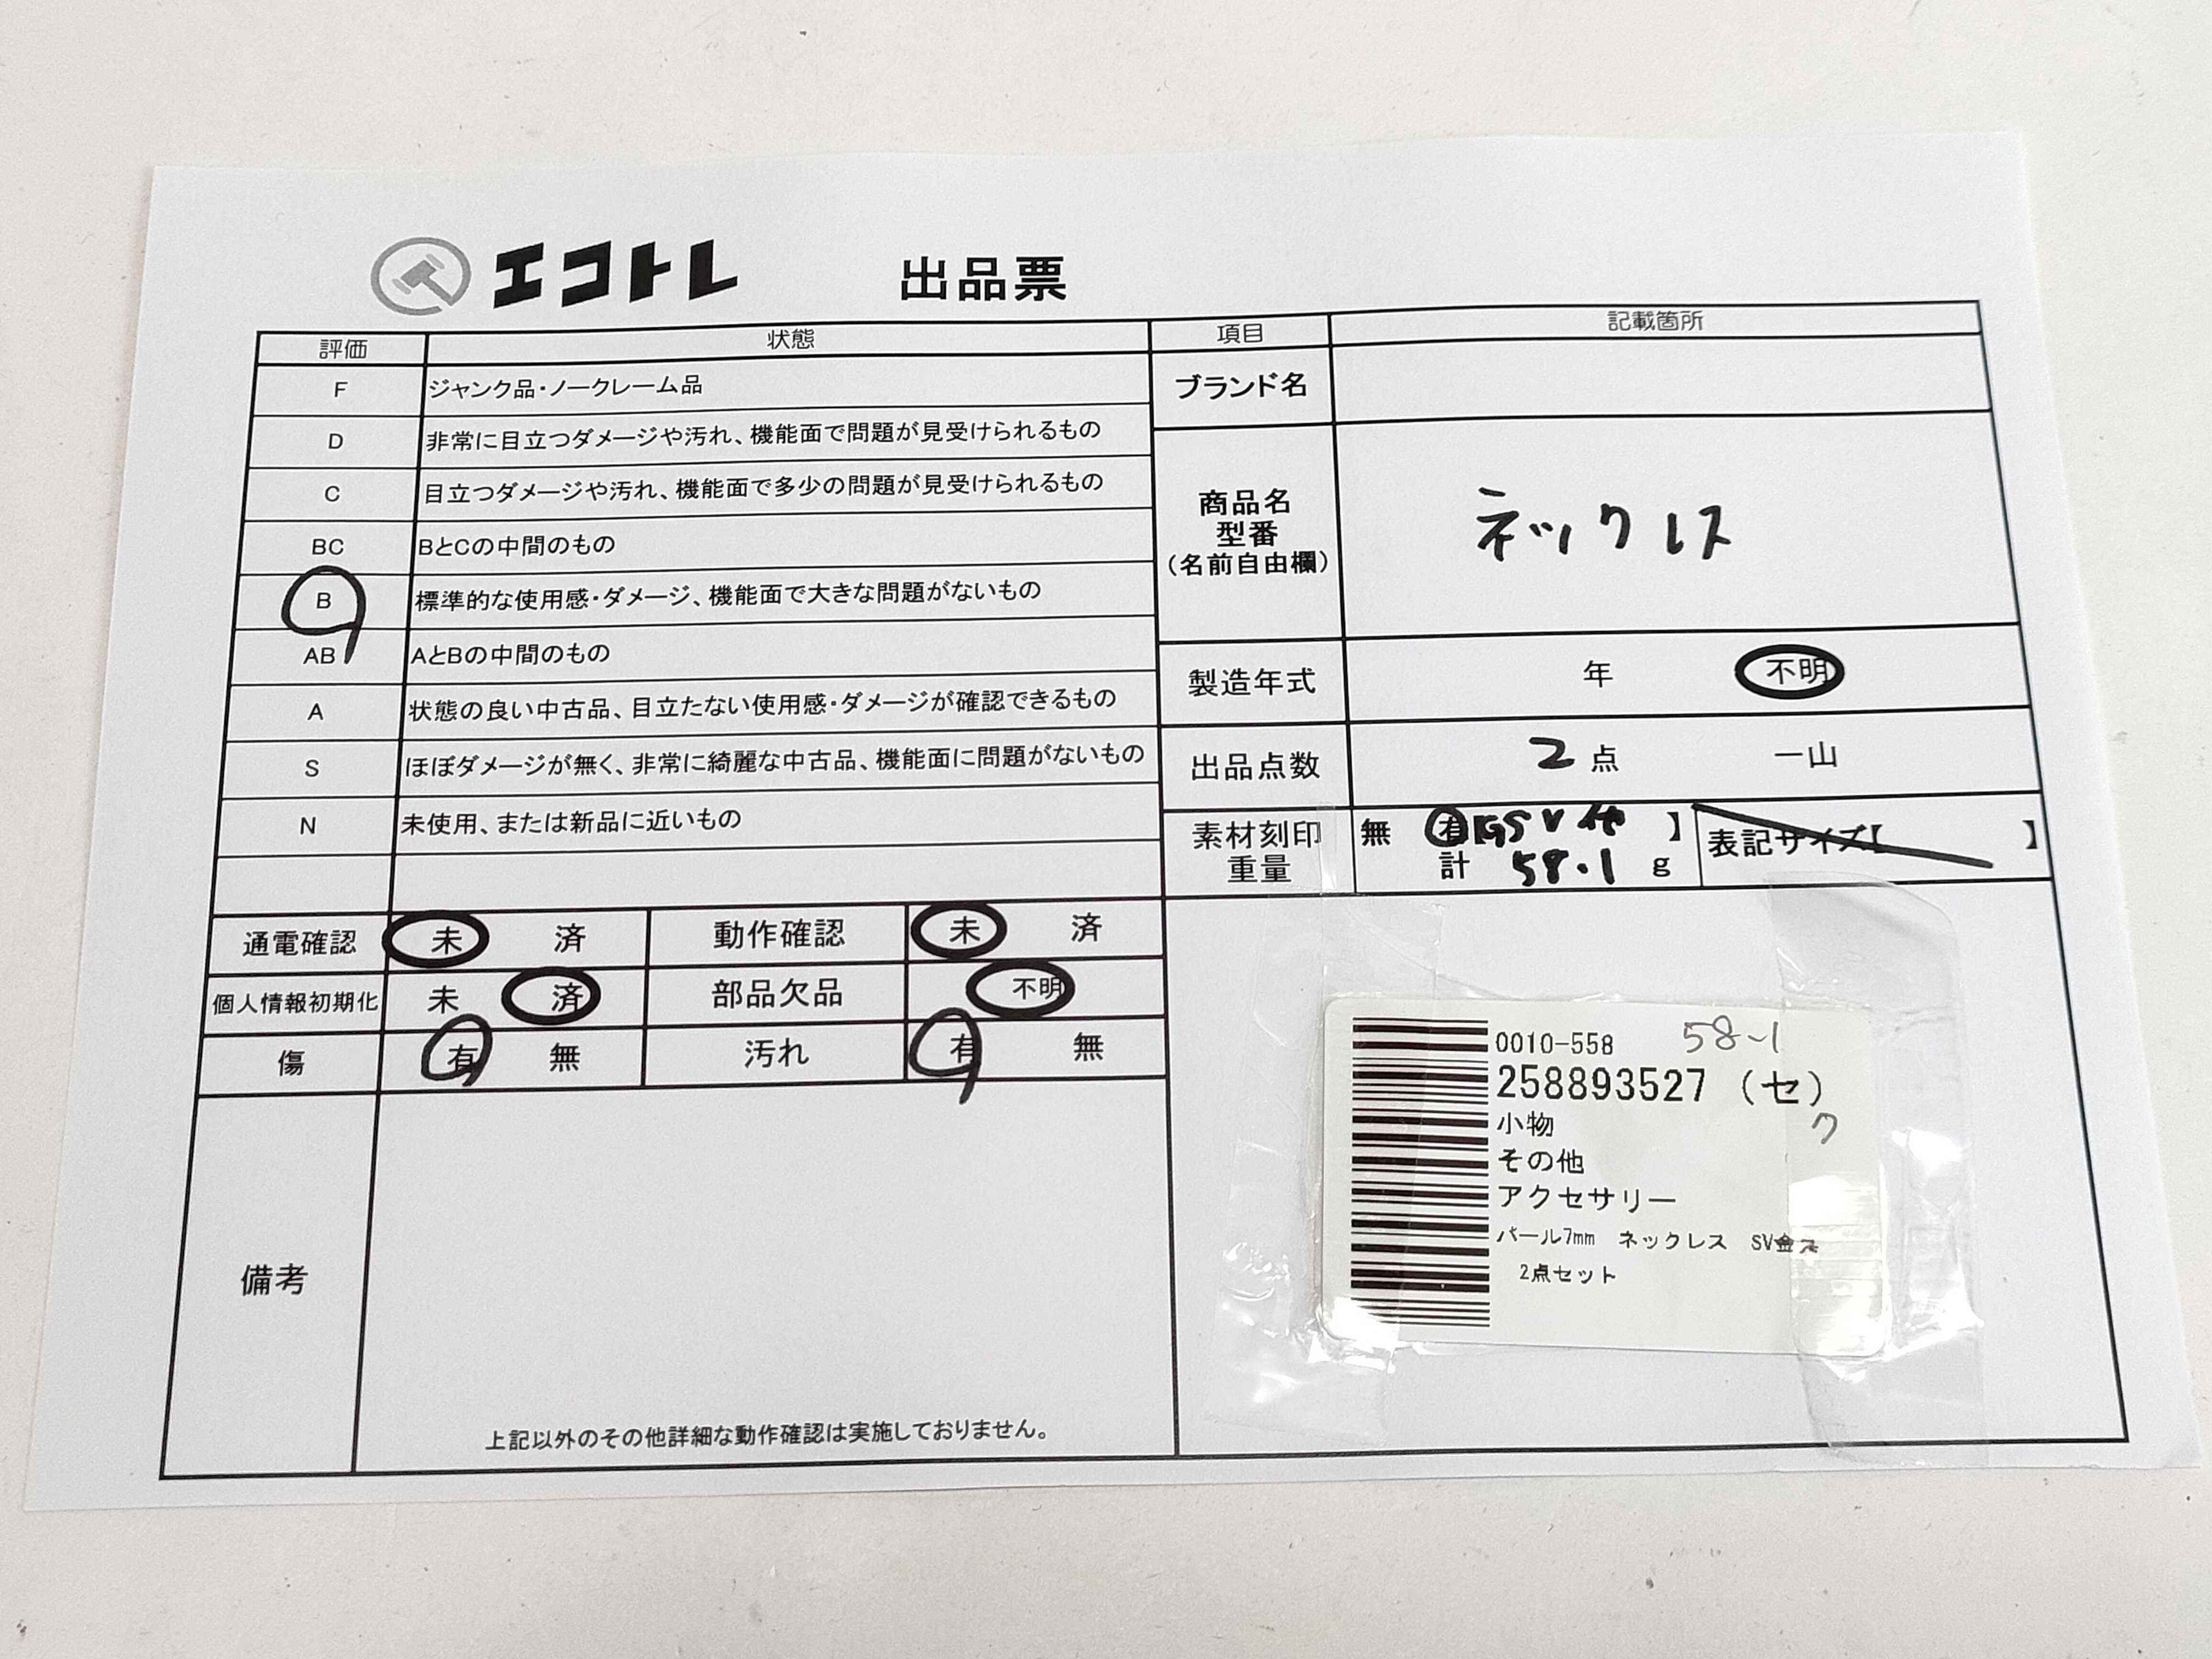 エコトレ 出品票
評価 状態
F ジャンク品・ノークレーム品
D 非常に目立つダメージや汚れ、機能面で問題が見受けられるもの
C 目立つダメージや汚れ、機能面で多少の問題が見受けられるもの
BC BとCの中間のもの
B 標準的な使用感・ダメージ、機能面で大きな問題がないもの
AB AとBの中間のもの
A 状態の良い中古品、目立たない使用感・ダメージが確認できるもの
S ほぼダメージが無く、非常に綺麗な中古品、機能面に問題がないもの
N 未使用、または新品に近いもの
通電確認 未 済 動作確認 未 済
個人情報初期化 未 済 部品欠品 不明
傷 有 無 汚れ 有 無
備考
上記以外のその他詳細な動作確認は実施しておりません。
項目 記載箇所
ブランド名
商品名
型番
(名前自由欄)
ネックレス
製造年式 年 不明
出品点数 2 点 一山
素材刻印 無 有 SV 他 】 表記サイズ【 】
重量 計 58.1 g
0010-558 58-1
258893527 (セ)
ク
小物
その他
アクセサリー
パール7mm ネックレス SV金ス
2点セット